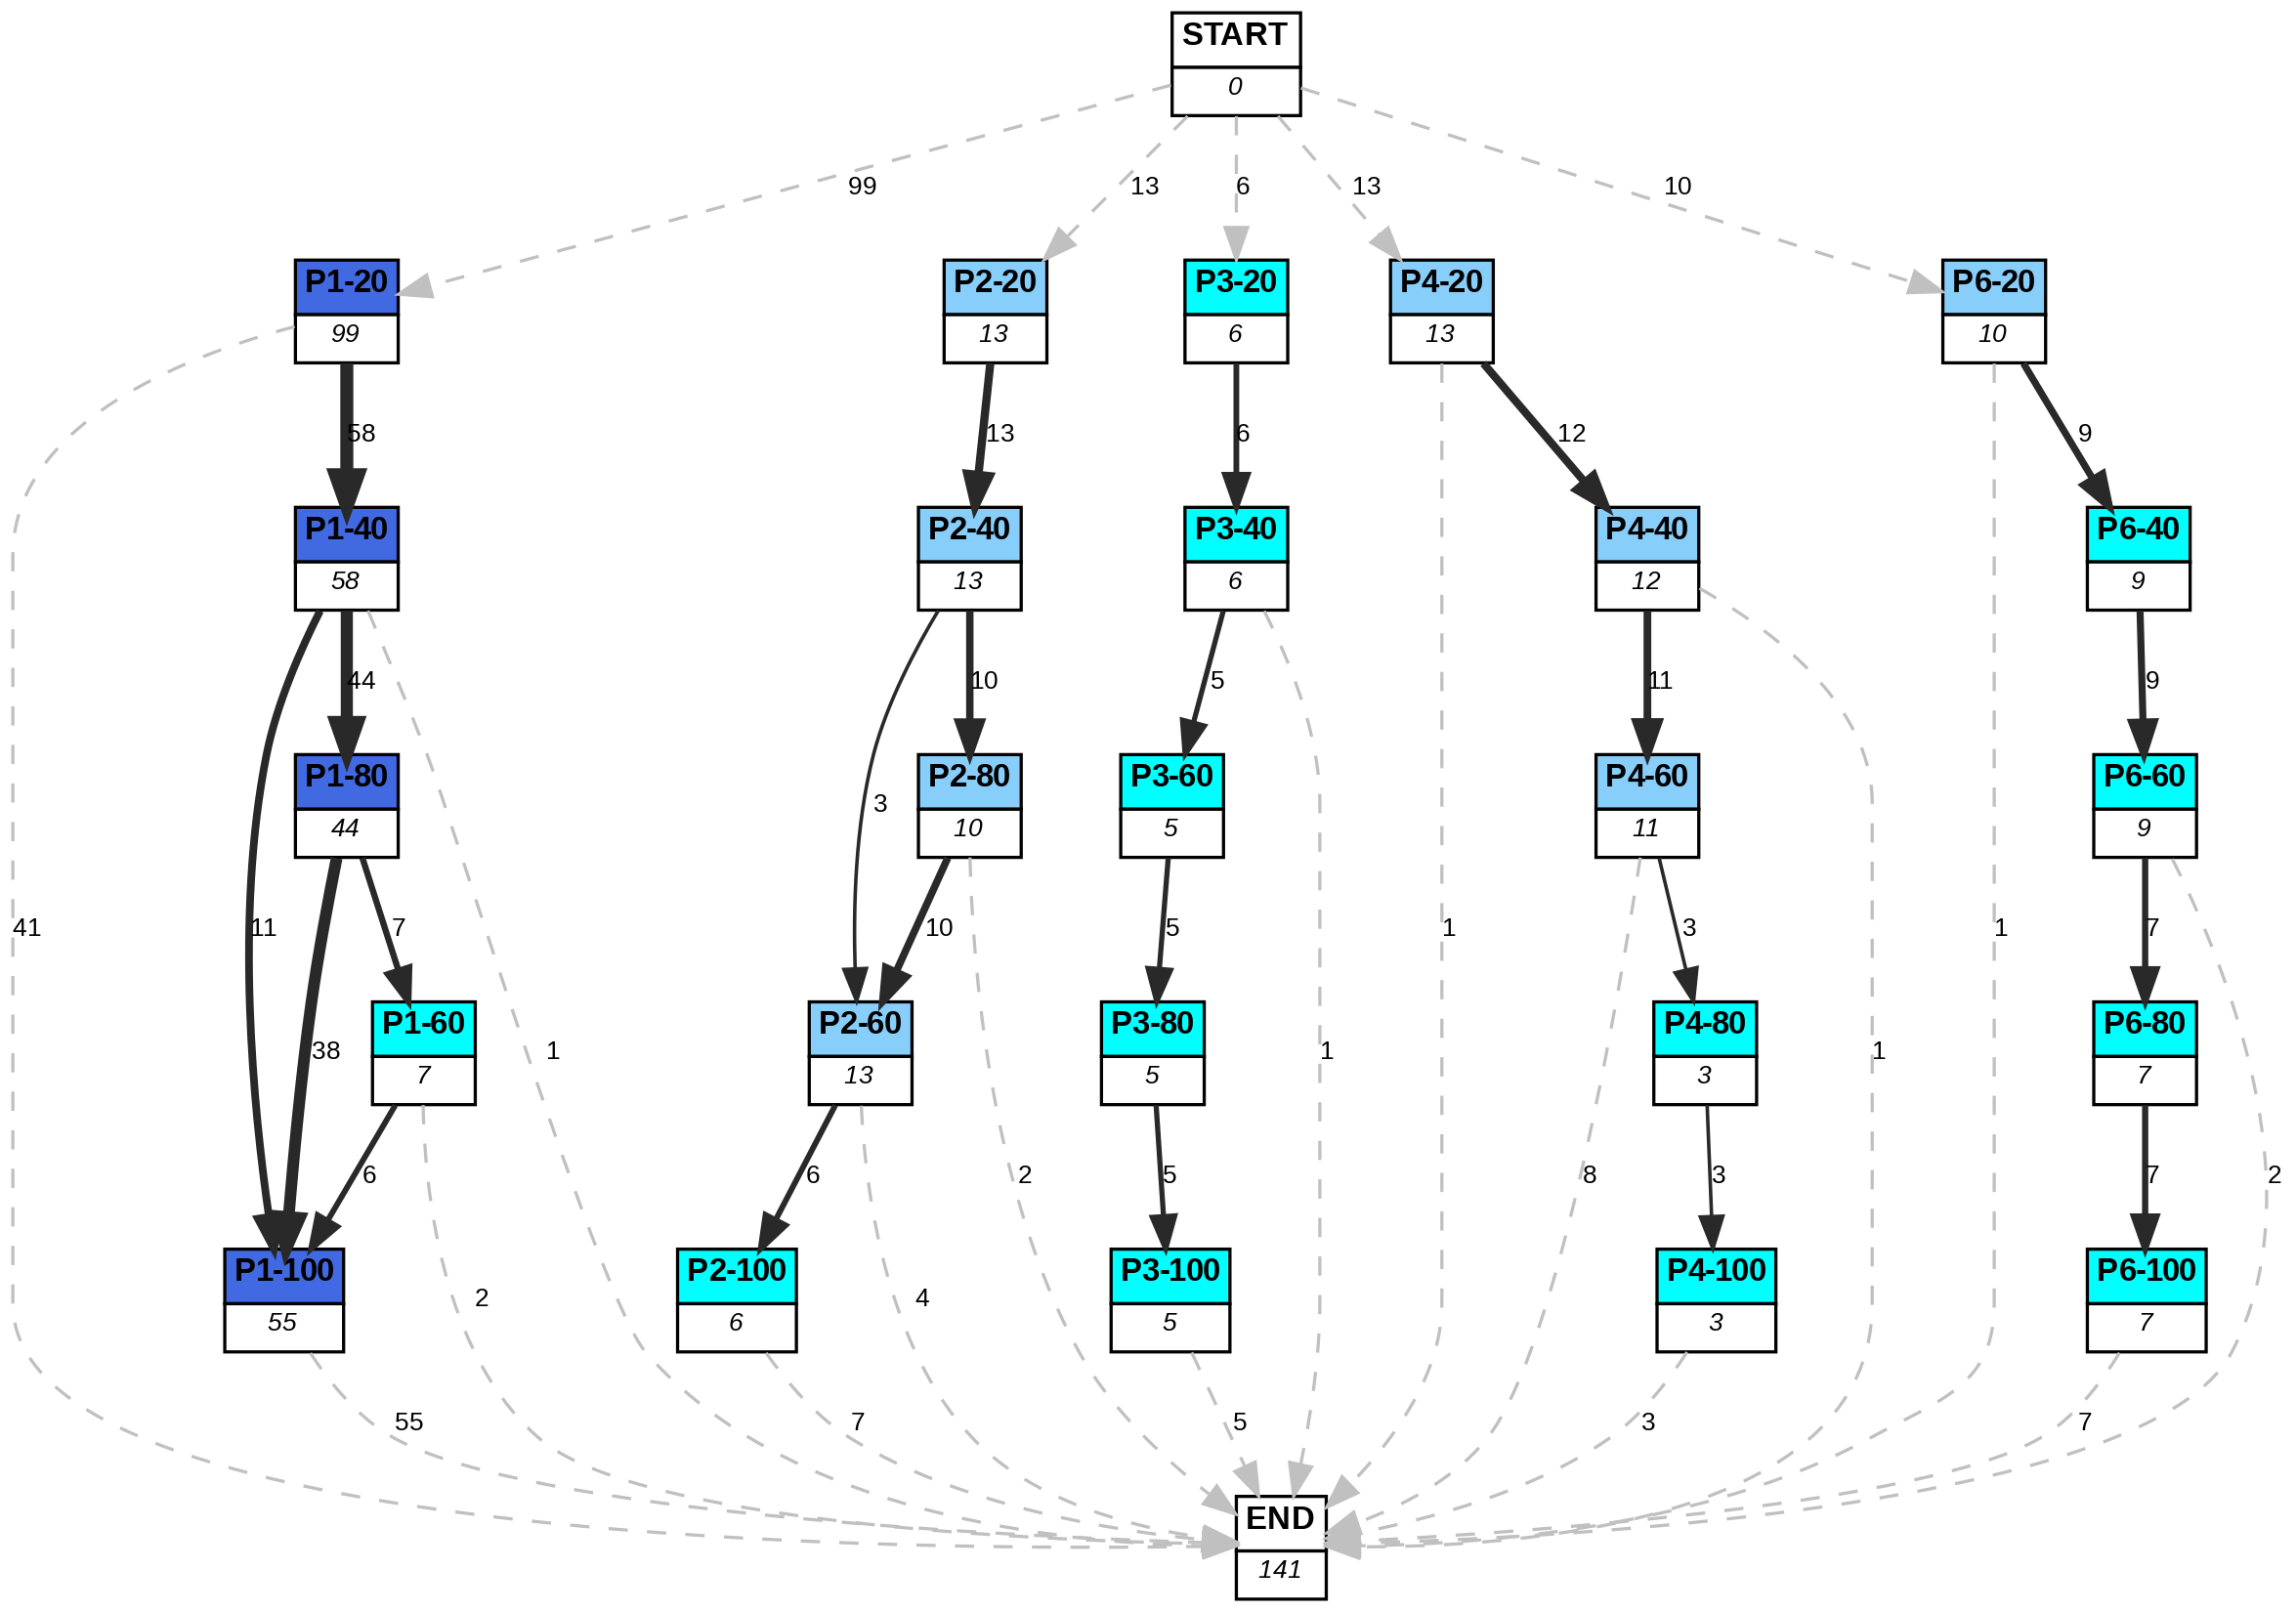 START
0
99
13
6
13
10
P1-20
99
P2-20
13
P3-20
6
P4-20
13
P6-20
10
58
13
6
12
9
P1-40
58
P2-40
13
P3-40
6
P4-40
12
P6-40
9
44
10
5
11
9
P1-80
44
3
P2-80
10
P3-60
5
P4-60
11
P6-60
9
41
11
7
10
5
1
3
1
7
38
1
1
1
P1-60
7
P2-60
13
P3-80
5
P4-80
3
P6-80
7
6
6
2
5
8
3
7
2
2
4
P1-100
55
P2-100
6
P3-100
5
P4-100
3
P6-100
7
55
7
5
3
7
END
141